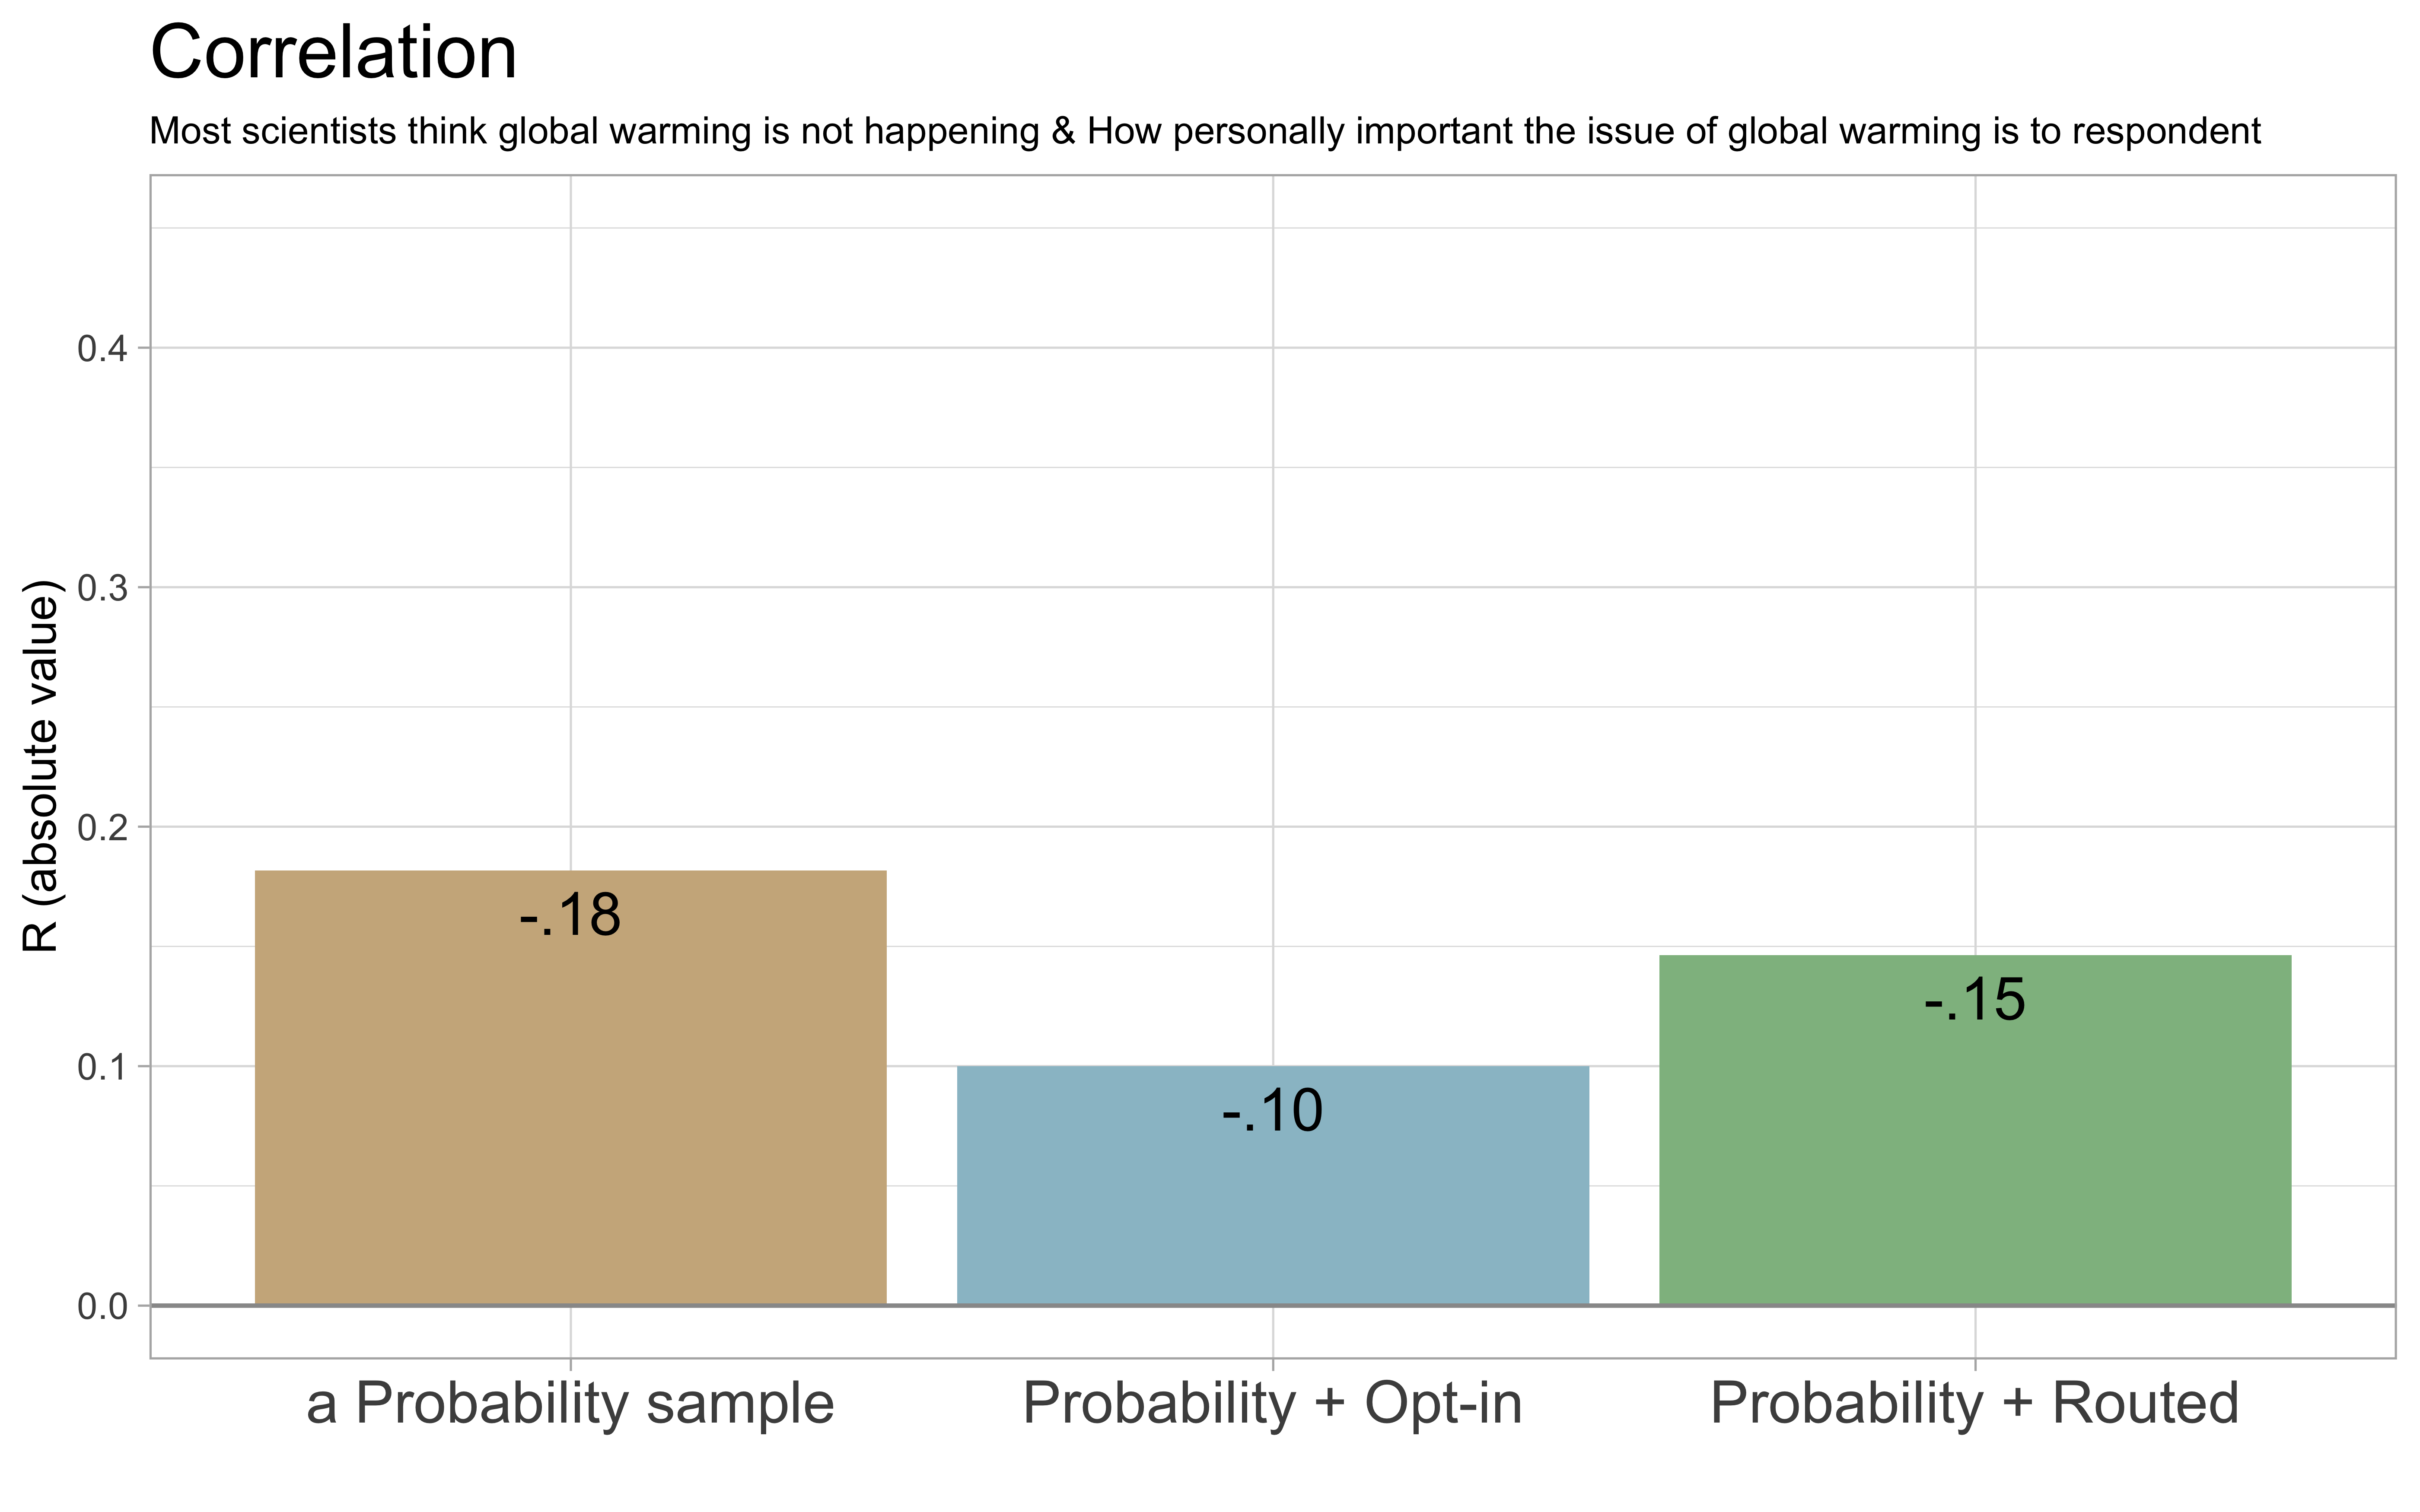 Correlation
Most scientists think global warming is not happening & How personally important the issue of global warming is to respondent
R (absolute value)
0.4
0.3
0.2
0.1
0.0
-.18
-.10
-.15
a Probability sample
Probability + Opt-in
Probability + Routed